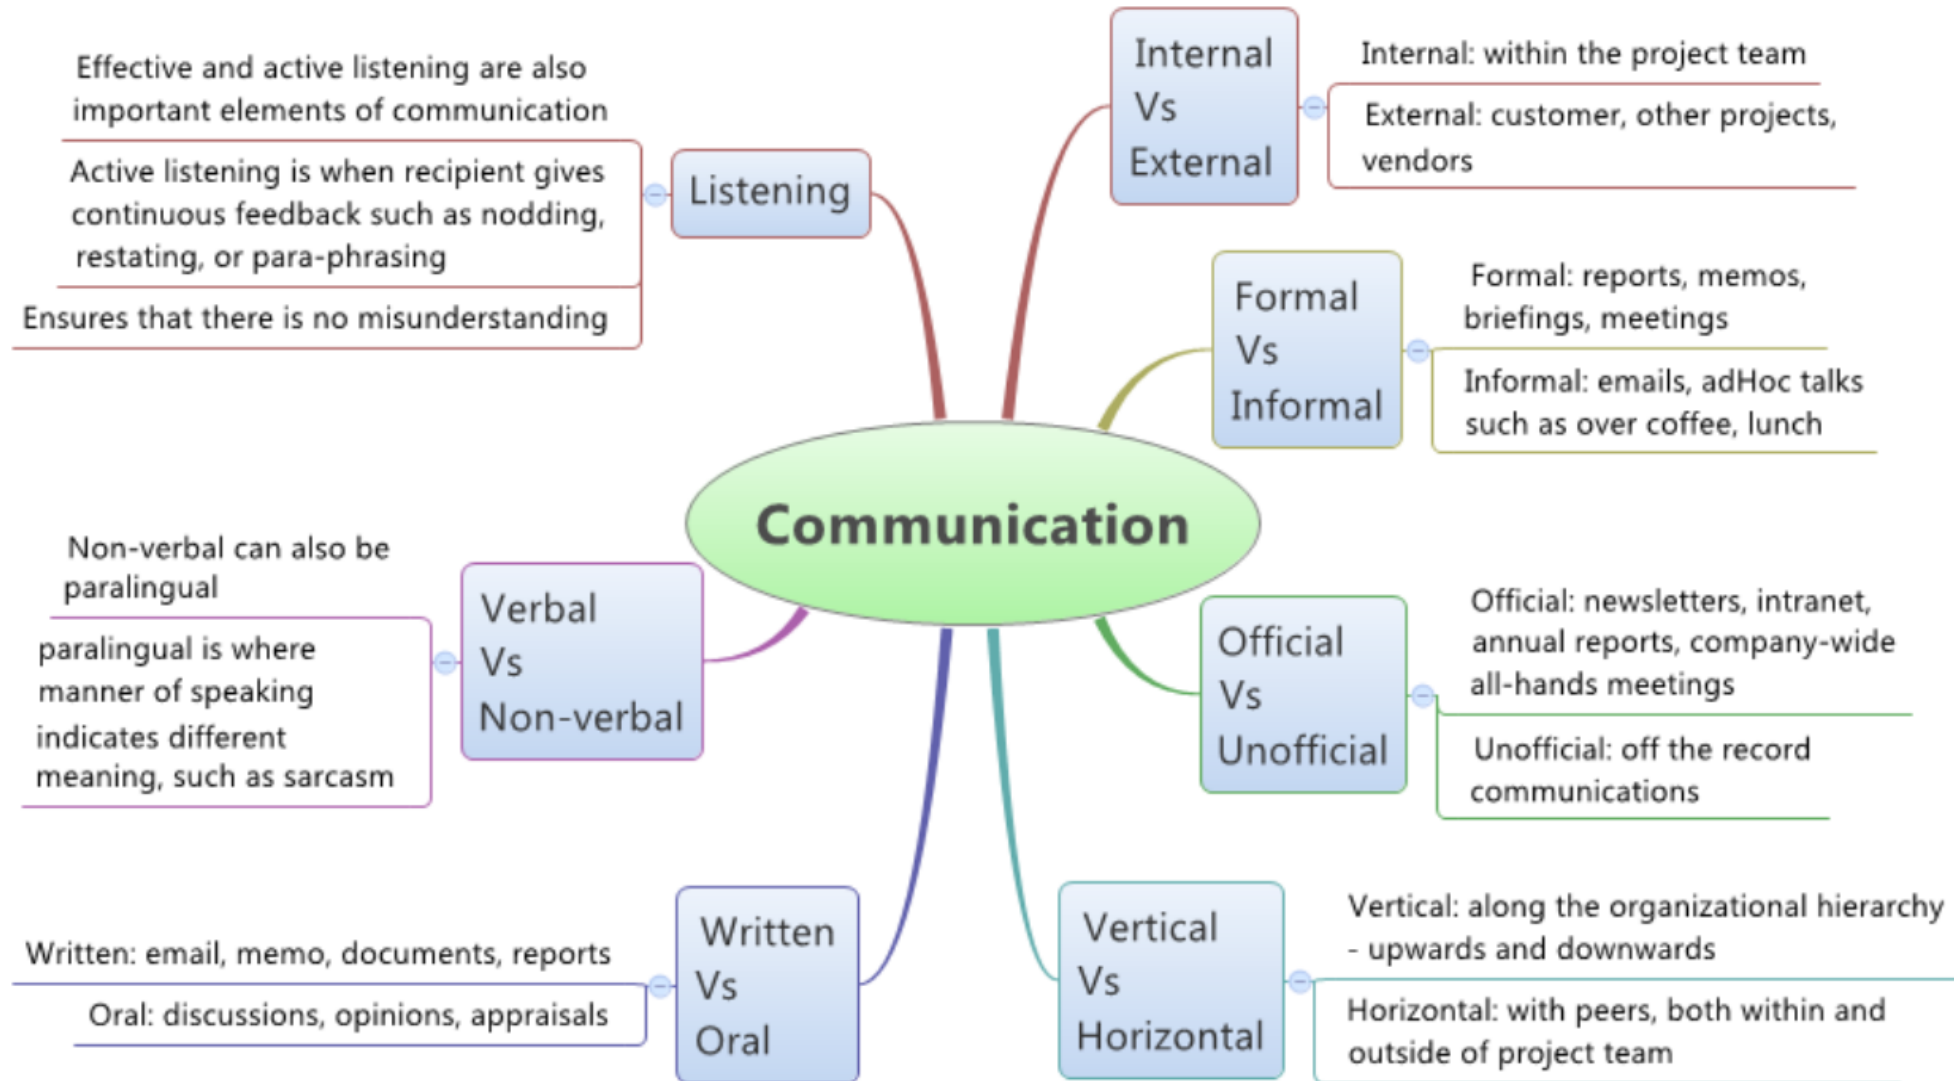 Communication
Internal
Vs
External
Internal: within the project team
External: customer, other projects,
vendors
Formal
Vs
Informal
Formal: reports, memos,
briefings, meetings
Informal: emails, adHoc talks
such as over coffee, lunch
Official
Vs
Unofficial
Official: newsletters, intranet,
annual reports, company-wide
all-hands meetings
Unofficial: off the record
communications
Vertical
Vs
Horizontal
Vertical: along the organizational hierarchy
- upwards and downwards
Horizontal: with peers, both within and
outside of project team
Written
Vs
Oral
Written: email, memo, documents, reports
Oral: discussions, opinions, appraisals
Verbal
Vs
Non-verbal
Non-verbal can also be
paralingual
paralingual is where
manner of speaking
indicates different
meaning, such as sarcasm
Listening
Effective and active listening are also
important elements of communication
Active listening is when recipient gives
continuous feedback such as nodding,
restating, or para-phrasing
Ensures that there is no misunderstanding